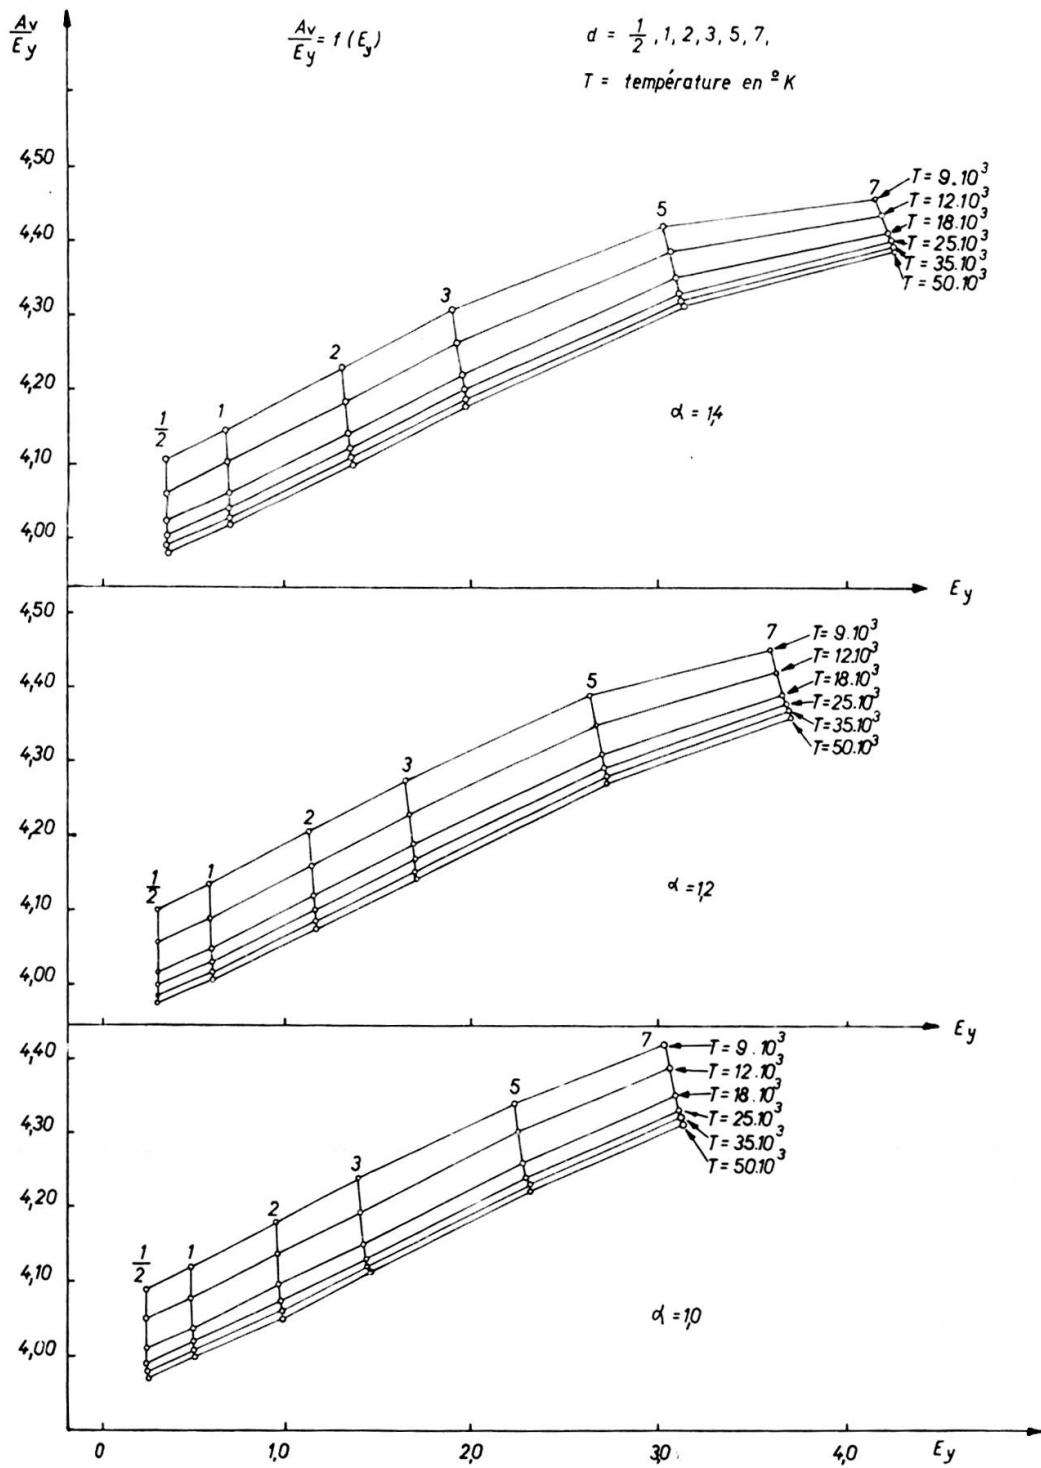 Av/Ey
Av/Ey = f (Ey)
d = 1/2, 1, 2, 3, 5, 7,
T = température en º K
4,50
4,40
4,30
4,20
4,10
4,00
1/2
1
2
3
5
7
T = 9.10³
T = 12.10³
T = 18.10³
T = 25.10³
T = 35.10³
T = 50.10³
α = 1,4
Ey
4,50
4,40
4,30
4,20
4,10
4,00
1/2
1
2
3
5
7
T = 9.10³
T = 12.10³
T = 18.10³
T = 25.10³
T = 35.10³
T = 50.10³
α = 1,2
Ey
4,40
4,30
4,20
4,10
4,00
1/2
1
2
3
5
7
T = 9.10³
T = 12.10³
T = 18.10³
T = 25.10³
T = 35.10³
T = 50.10³
α = 1,0
0 1,0 2,0 3,0 4,0 Ey